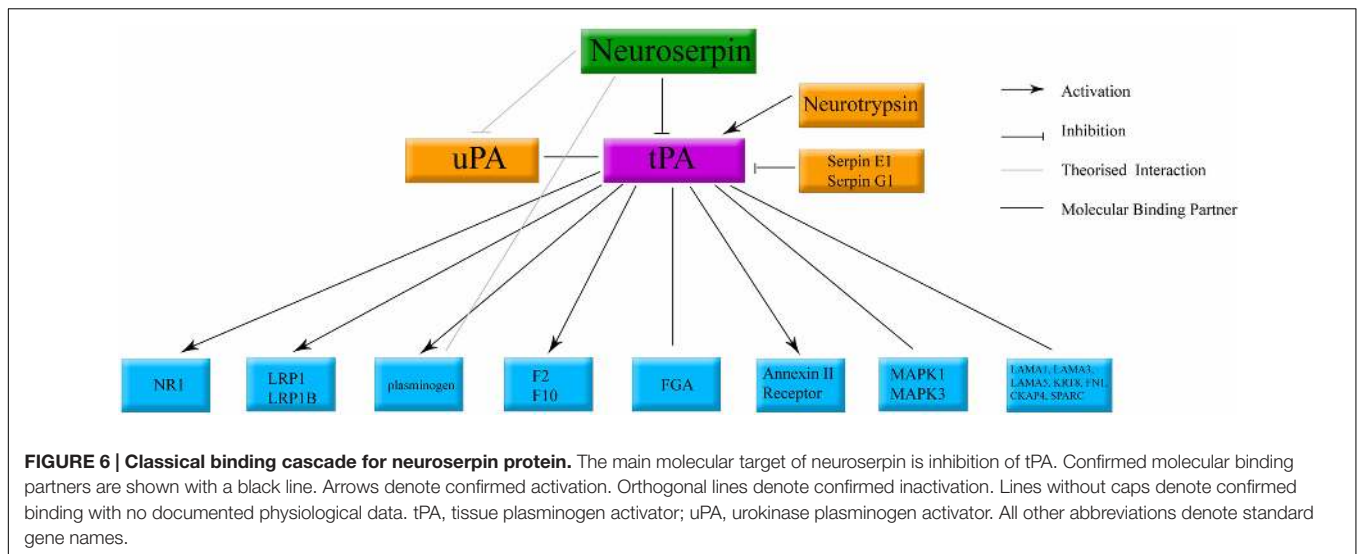 Neuroserpin
Neurotrypsin
uPA
tPA
Serpin E1
Serpin G1
Activation
Inhibition
Theorised Interaction
Molecular Binding Partner
NR1
LRP1
LRP1B
plasminogen
F2
F10
FGA
Annexin II
Receptor
MAPK1
MAPK3
LAMA1, LAMA3,
LAMA5, KRT8, FN1,
CKAP4, SPARC
FIGURE 6 | Classical binding cascade for neuroserpin protein. The main molecular target of neuroserpin is inhibition of tPA. Confirmed molecular binding
partners are shown with a black line. Arrows denote confirmed activation. Orthogonal lines denote confirmed inactivation. Lines without caps denote confirmed
binding with no documented physiological data. tPA, tissue plasminogen activator; uPA, urokinase plasminogen activator. All other abbreviations denote standard
gene names.